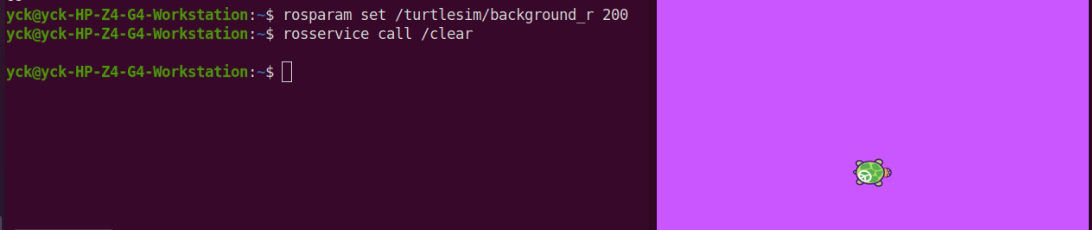 yck@yck-HP-Z4-G4-Workstation:~$ rosparam set /turtlesim/background_r 200
yck@yck-HP-Z4-G4-Workstation:~$ rosservice call /clear
yck@yck-HP-Z4-G4-Workstation:~$